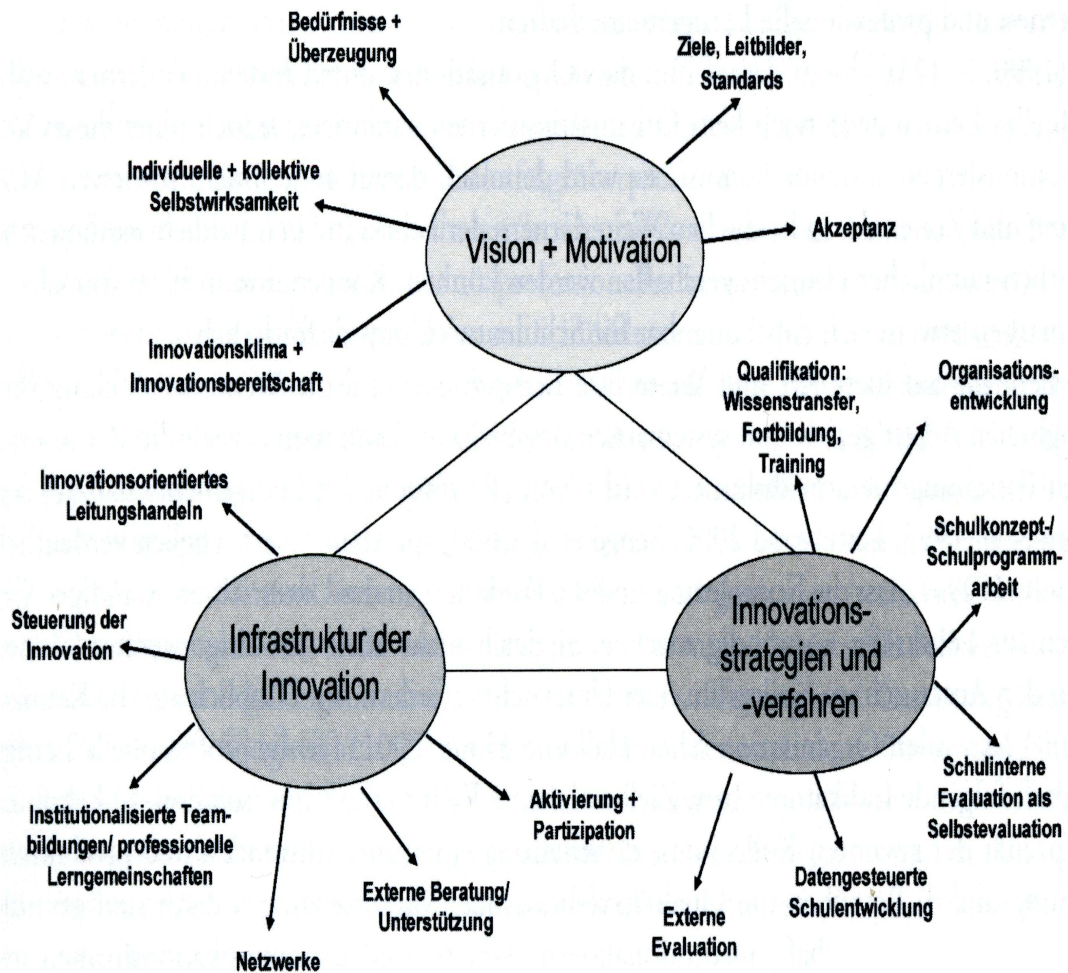 Bedürfnisse +
Überzeugung
Ziele, Leitbilder,
Standards
Individuelle + kollektive
Selbstwirksamkeit
Vision + Motivation
Akzeptanz
Innovationsklima +
Innovationsbereitschaft
Qualifikation:
Wissenstransfer,
Fortbildung,
Training
Organisations-
entwicklung
Innovationsorientiertes
Leitungshandeln
Schulkonzept-/
Schulprogramm-
arbeit
Steuerung der
Innovation
Infrastruktur der
Innovation
Innovations-
strategien und
-verfahren
Institutionalisierte Team-
bildungen/ professionelle
Lerngemeinschaften
Aktivierung +
Partizipation
Schulinterne
Evaluation als
Selbstevaluation
Externe Beratung/
Unterstützung
Datengesteuerte
Schulentwicklung
Externe
Evaluation
Netzwerke